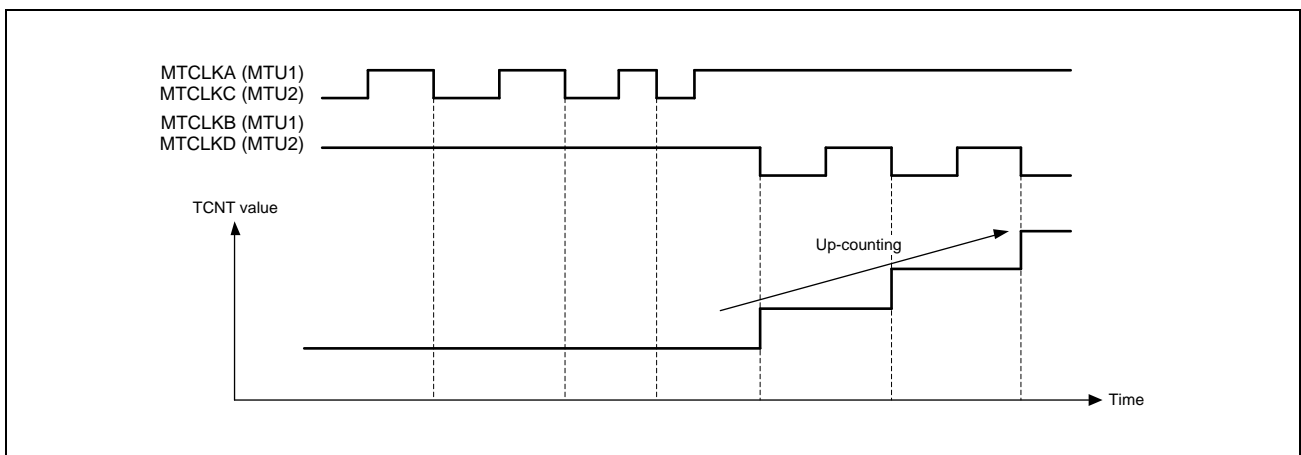 MTCLKA (MTU1)
MTCLKC (MTU2)
MTCLKB (MTU1)
MTCLKD (MTU2)
TCNT value
Up-counting
Time